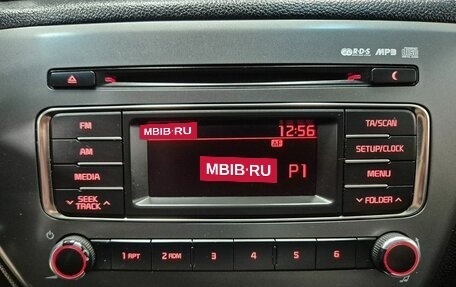 R·D·S MP3
FM
AM
MEDIA
SEEK
TRACK
MBIB·RU
12:56
AF
MBIB·RU
P1
TA/SCAN
SETUP/CLOCK
MENU
FOLDER
1 RPT
2 RDM
3
4
5
6